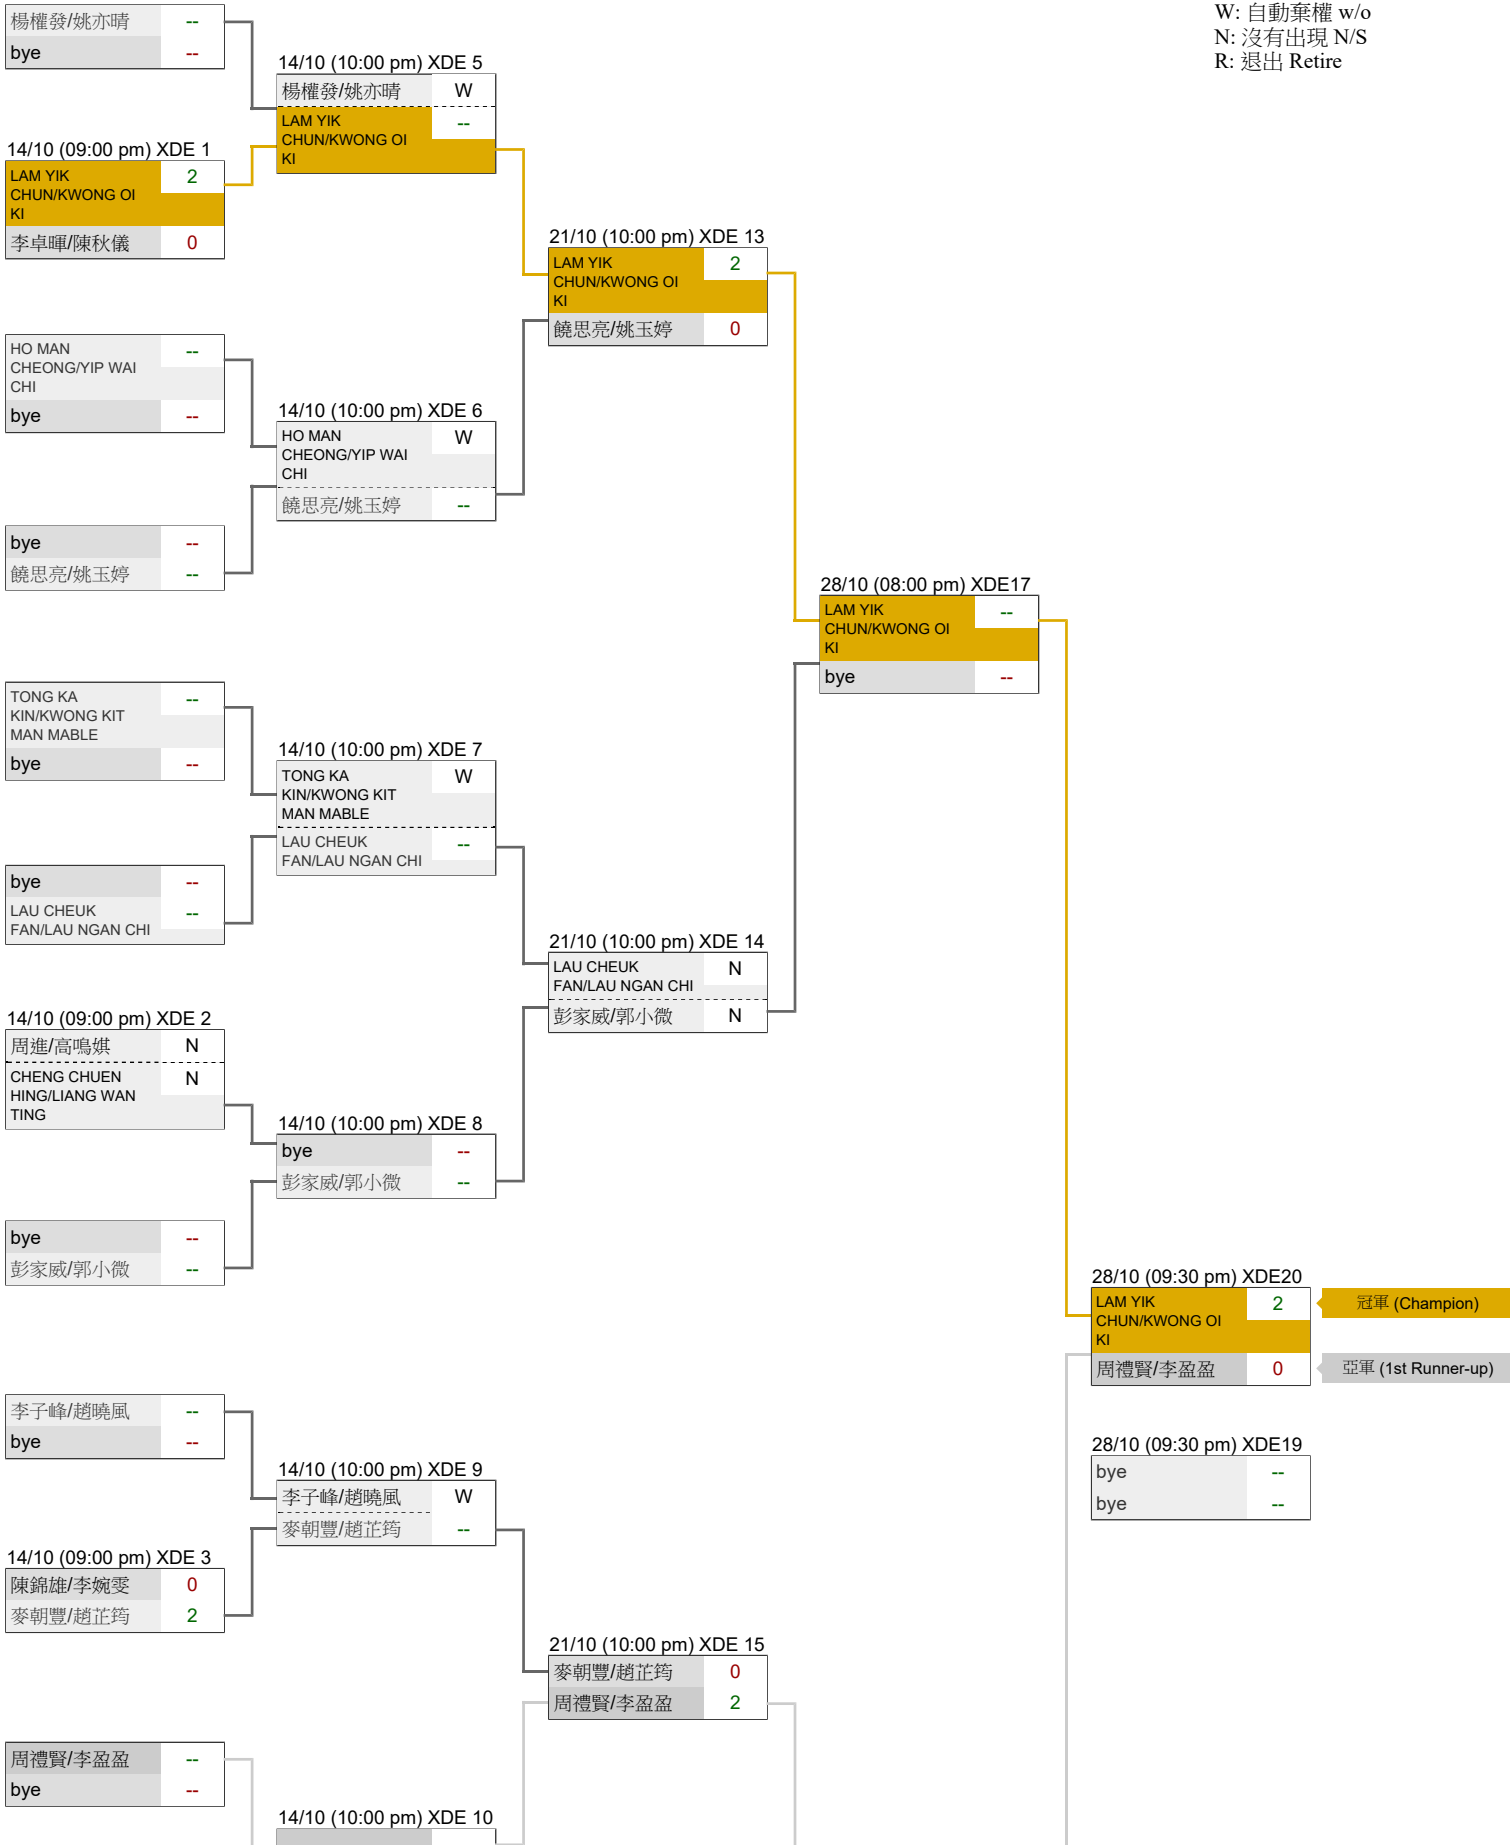 W: 自動棄權 w/o
N: 沒有出現 N/S
R: 退出 Retire
楊權發/姚亦晴 --
bye --
14/10 (10:00 pm) XDE 5
楊權發/姚亦晴 W
LAM YIK --
CHUN/KWONG OI
KI
14/10 (09:00 pm) XDE 1
LAM YIK 2
CHUN/KWONG OI
KI
李卓暉/陳秋儀 0
21/10 (10:00 pm) XDE 13
LAM YIK 2
CHUN/KWONG OI
KI
饒思亮/姚玉婷 0
HO MAN --
CHEONG/YIP WAI
CHI
bye --
14/10 (10:00 pm) XDE 6
HO MAN W
CHEONG/YIP WAI
CHI
饒思亮/姚玉婷 --
bye --
饒思亮/姚玉婷 --
28/10 (08:00 pm) XDE17
LAM YIK --
CHUN/KWONG OI
KI
bye --
TONG KA --
KIN/KWONG KIT
MAN MABLE
bye --
14/10 (10:00 pm) XDE 7
TONG KA W
KIN/KWONG KIT
MAN MABLE
LAU CHEUK --
FAN/LAU NGAN CHI
bye --
LAU CHEUK --
FAN/LAU NGAN CHI
21/10 (10:00 pm) XDE 14
LAU CHEUK N
FAN/LAU NGAN CHI
彭家威/郭小微 N
14/10 (09:00 pm) XDE 2
周進/高鳴娸 N
CHENG CHUEN N
HING/LIANG WAN
TING
14/10 (10:00 pm) XDE 8
bye --
彭家威/郭小微 --
bye --
彭家威/郭小微 --
28/10 (09:30 pm) XDE20
LAM YIK 2
CHUN/KWONG OI
KI
冠軍 (Champion)
周禮賢/李盈盈 0
亞軍 (1st Runner-up)
28/10 (09:30 pm) XDE19
bye --
bye --
李子峰/趙曉風 --
bye --
14/10 (10:00 pm) XDE 9
李子峰/趙曉風 W
麥朝豐/趙芷筠 --
14/10 (09:00 pm) XDE 3
陳錦雄/李婉雯 0
麥朝豐/趙芷筠 2
21/10 (10:00 pm) XDE 15
麥朝豐/趙芷筠 0
周禮賢/李盈盈 2
周禮賢/李盈盈 --
bye --
14/10 (10:00 pm) XDE 10